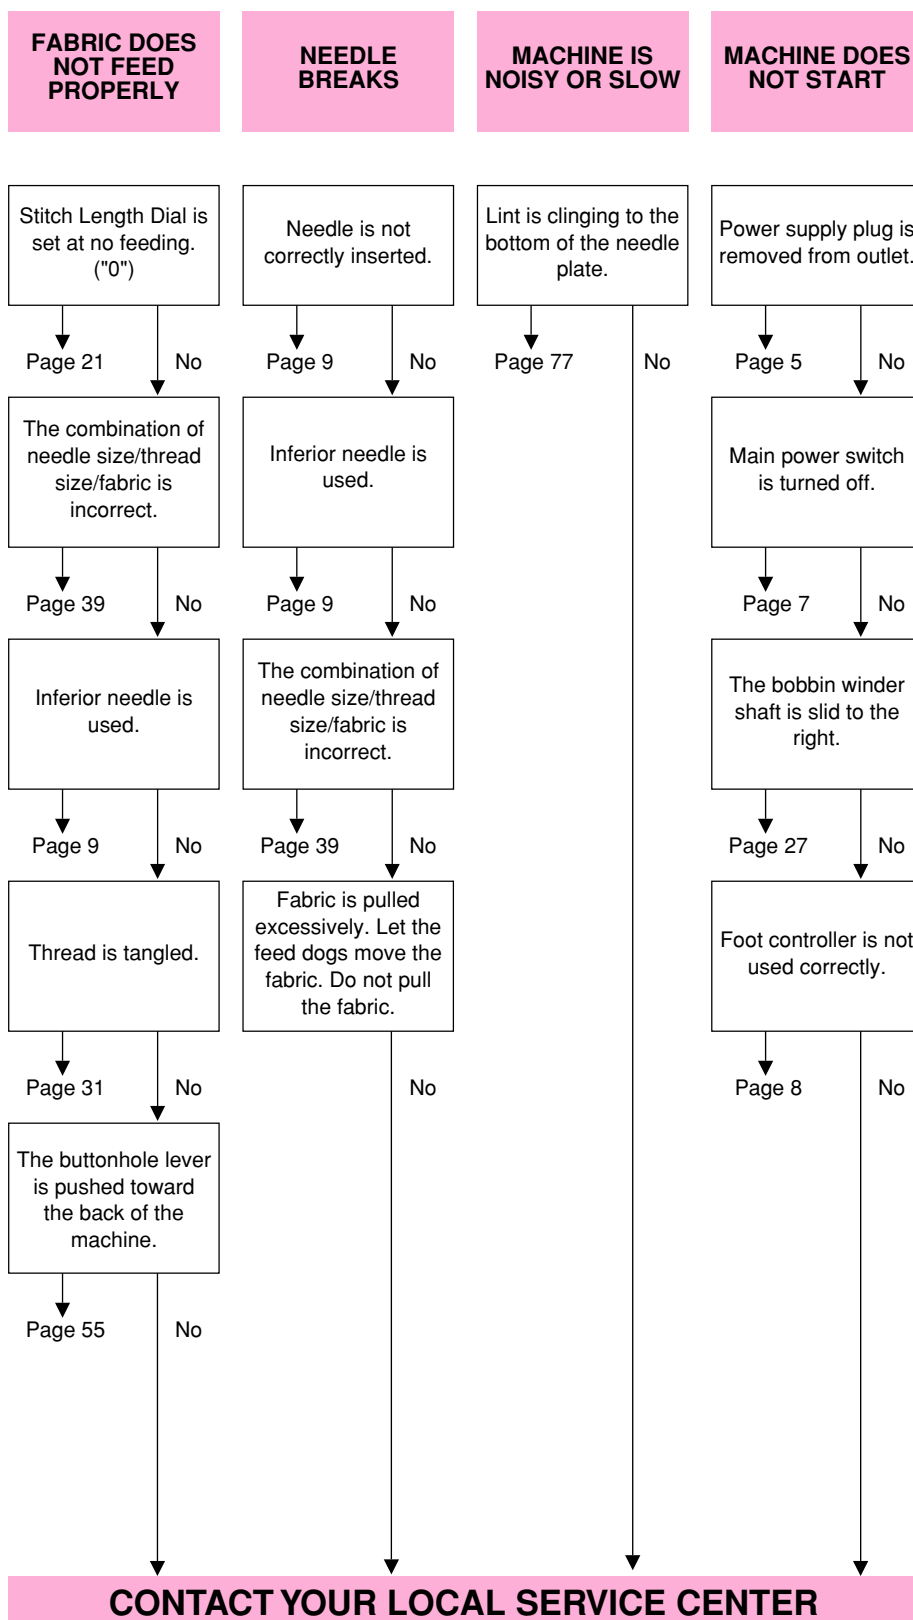 FABRIC DOES
NOT FEED
PROPERLY
Stitch Length Dial is
set at no feeding.
("0")
Page 21
No
The combination of
needle size/thread
size/fabric is
incorrect.
Page 39
No
Inferior needle is
used.
Page 9
No
Thread is tangled.
Page 31
No
The buttonhole lever
is pushed toward
the back of the
machine.
Page 55
No
NEEDLE
BREAKS
Needle is not
correctly inserted.
Page 9
No
Inferior needle is
used.
Page 9
No
The combination of
needle size/thread
size/fabric is
incorrect.
Page 39
No
Fabric is pulled
excessively. Let the
feed dogs move the
fabric. Do not pull
the fabric.
No
MACHINE IS
NOISY OR SLOW
Lint is clinging to the
bottom of the needle
plate.
Page 77
No
MACHINE DOES
NOT START
Power supply plug is
removed from outlet.
Page 5
No
Main power switch
is turned off.
Page 7
No
The bobbin winder
shaft is slid to the
right.
Page 27
No
Foot controller is not
used correctly.
Page 8
No
CONTACT YOUR LOCAL SERVICE CENTER